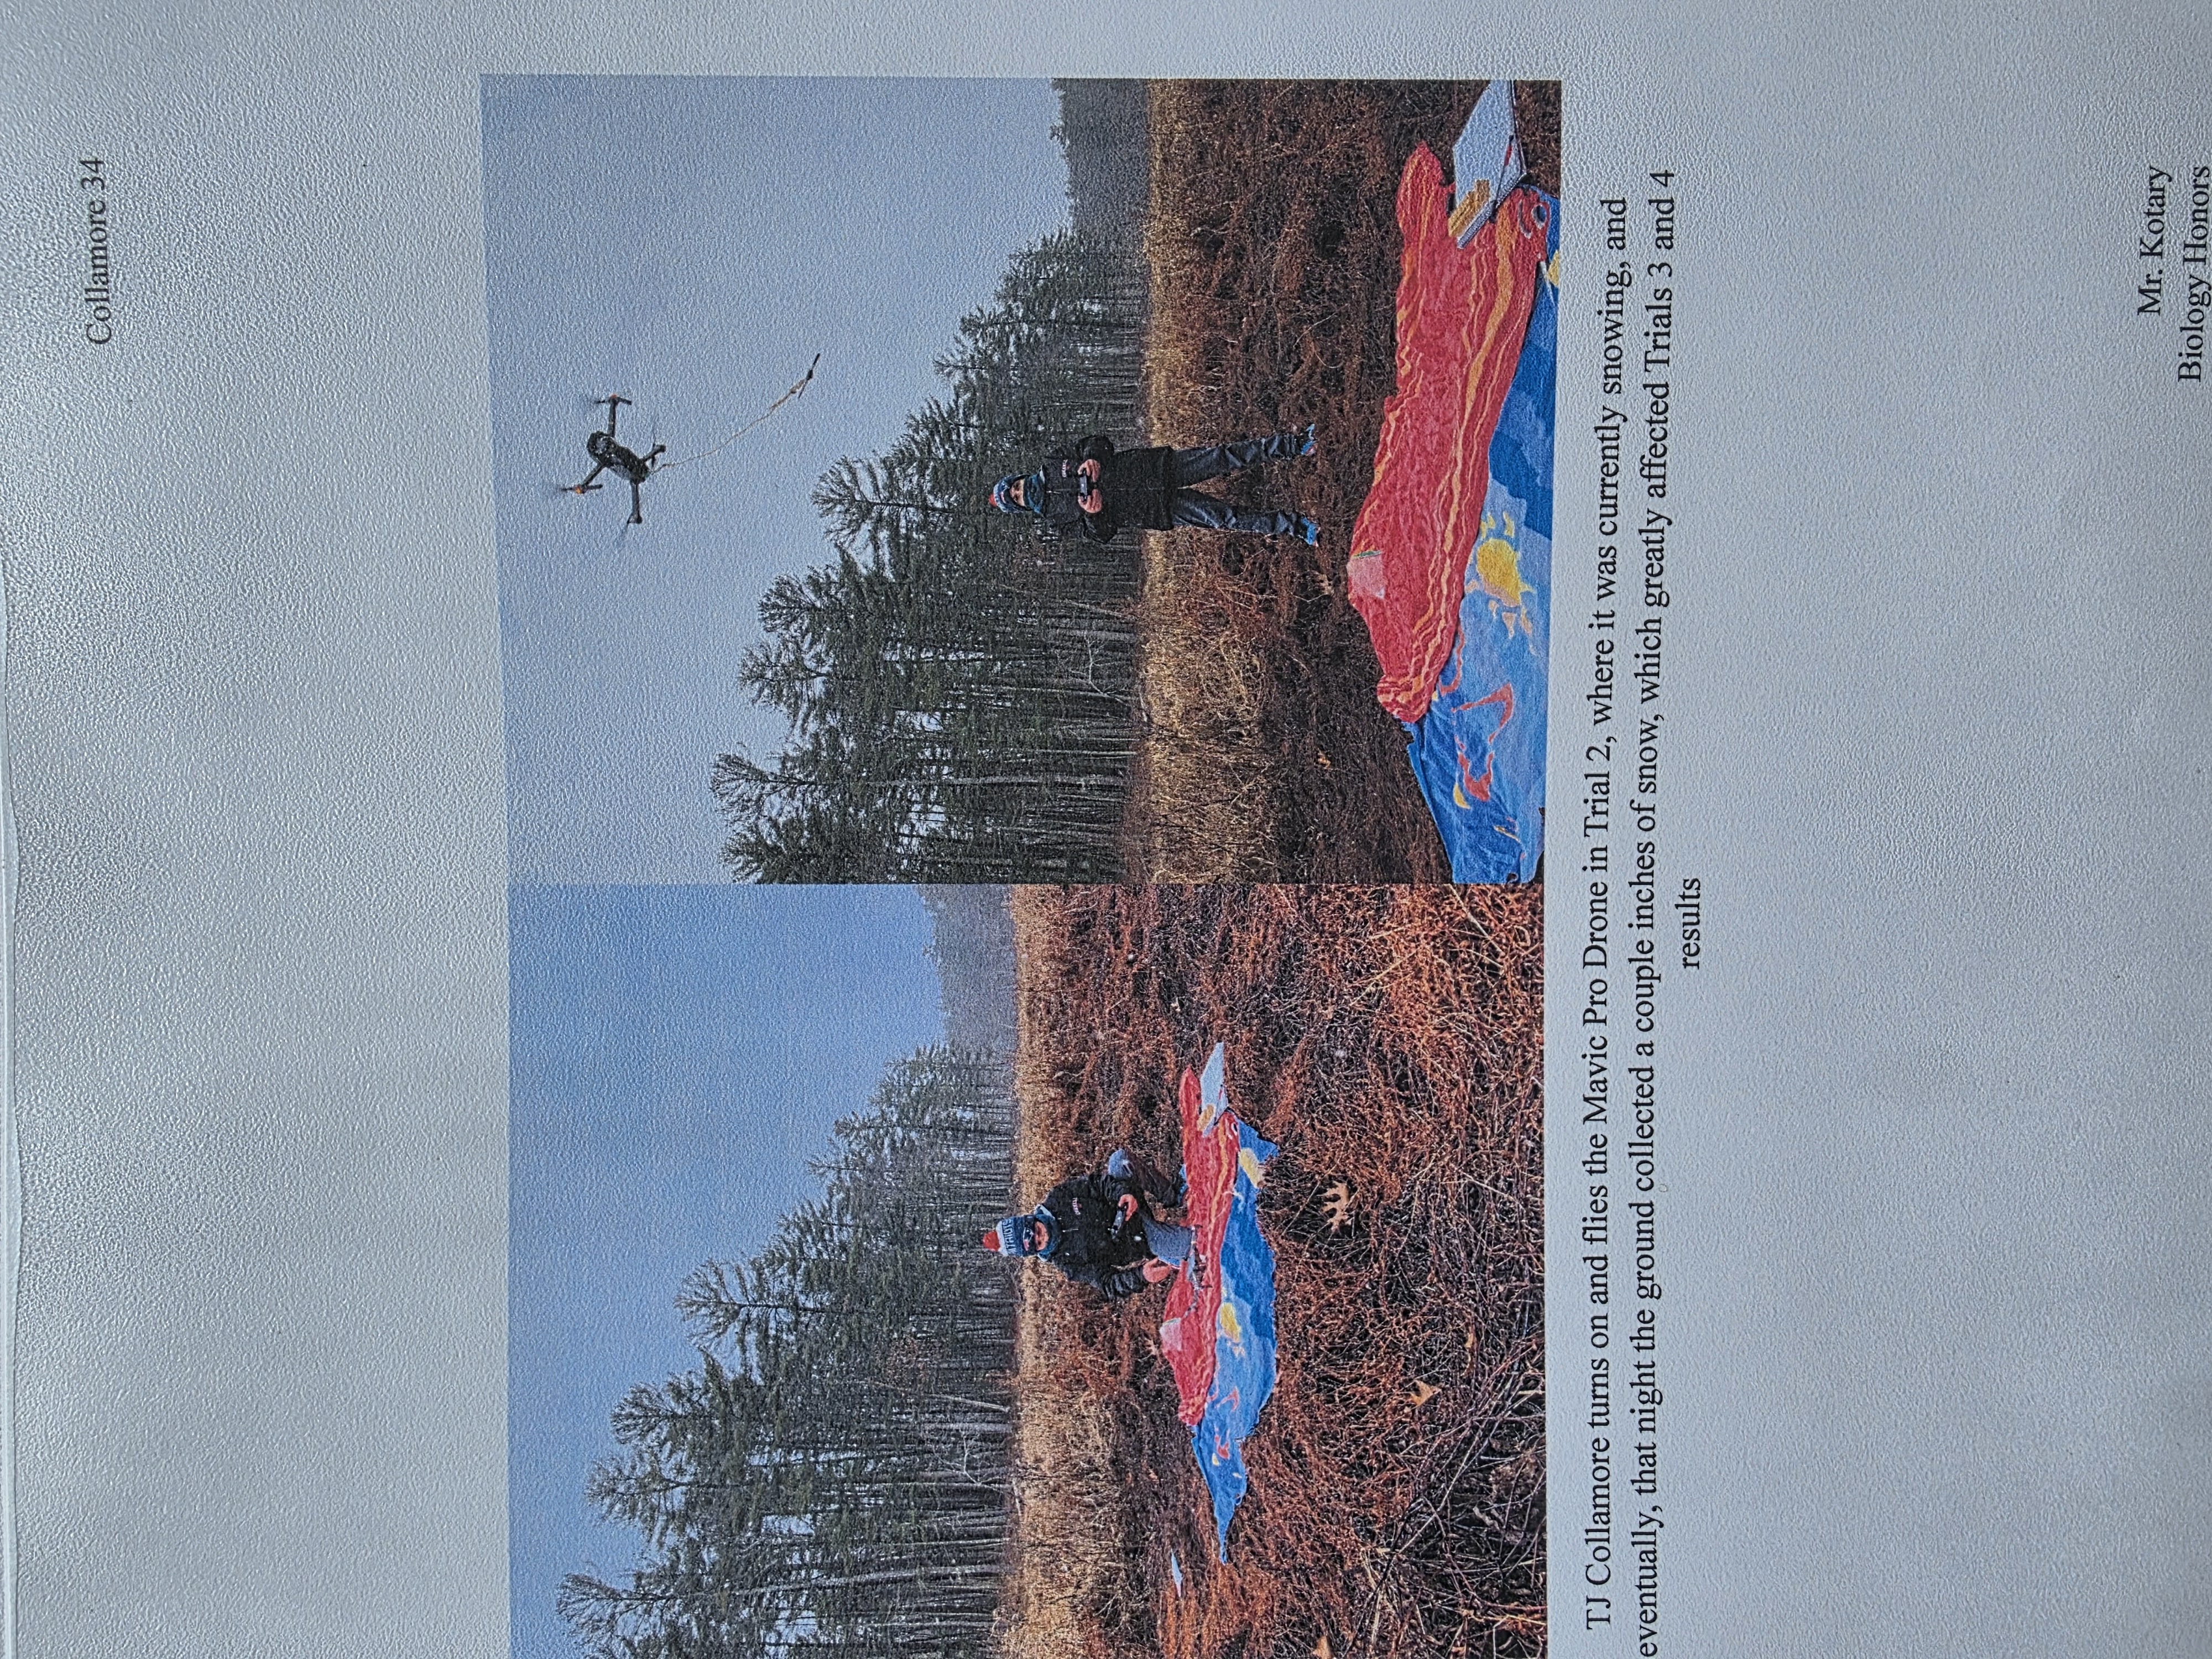 Collamore 34
TJ Collamore turns on and flies the Mavic Pro Drone in Trial 2, where it was currently snowing, and
eventually, that night the ground collected a couple inches of snow, which greatly affected Trials 3 and 4
results
Mr. Kotary
Biology Honors